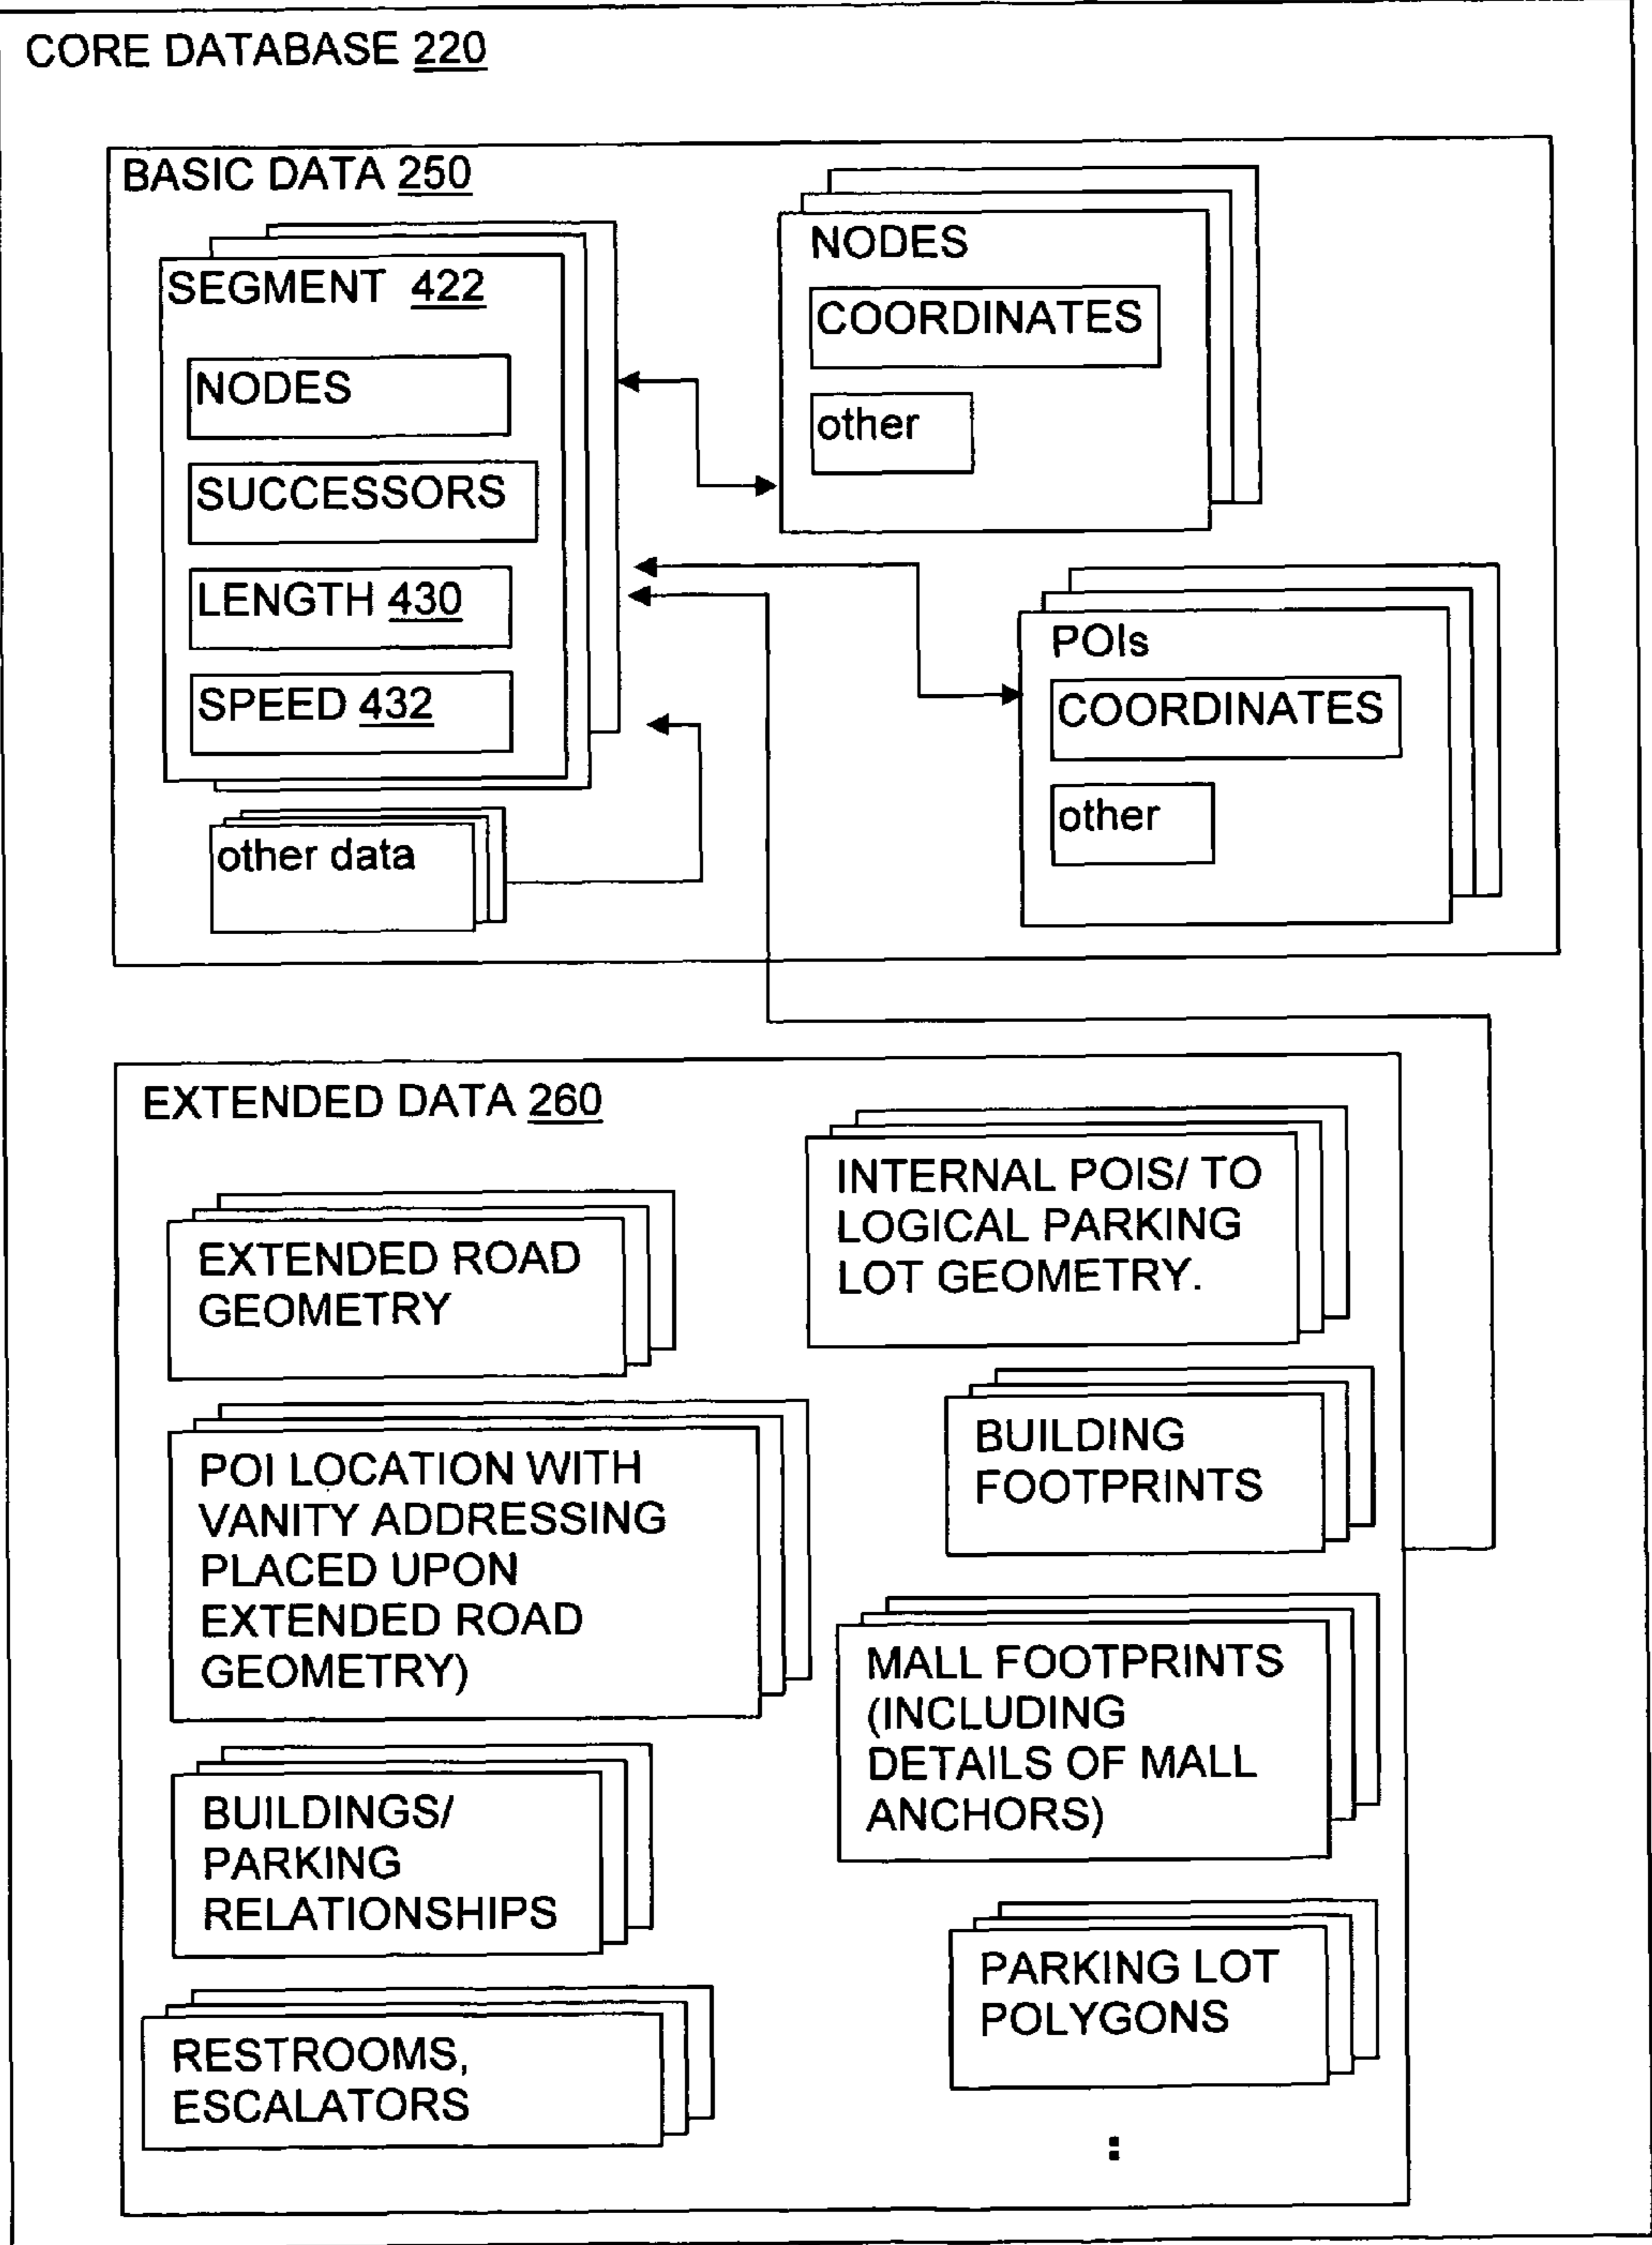 CORE DATABASE 220
BASIC DATA 250
SEGMENT 422
NODES
SUCCESSORS
LENGTH 430
SPEED 432
other data
NODES
COORDINATES
other
POIs
COORDINATES
other
EXTENDED DATA 260
EXTENDED ROAD
GEOMETRY
POI LOCATION WITH
VANITY ADDRESSING
PLACED UPON
EXTENDED ROAD
GEOMETRY)
BUILDINGS/
PARKING
RELATIONSHIPS
RESTROOMS,
ESCALATORS
INTERNAL POIS/ TO
LOGICAL PARKING
LOT GEOMETRY.
BUILDING
FOOTPRINTS
MALL FOOTPRINTS
(INCLUDING
DETAILS OF MALL
ANCHORS)
PARKING LOT
POLYGONS
: